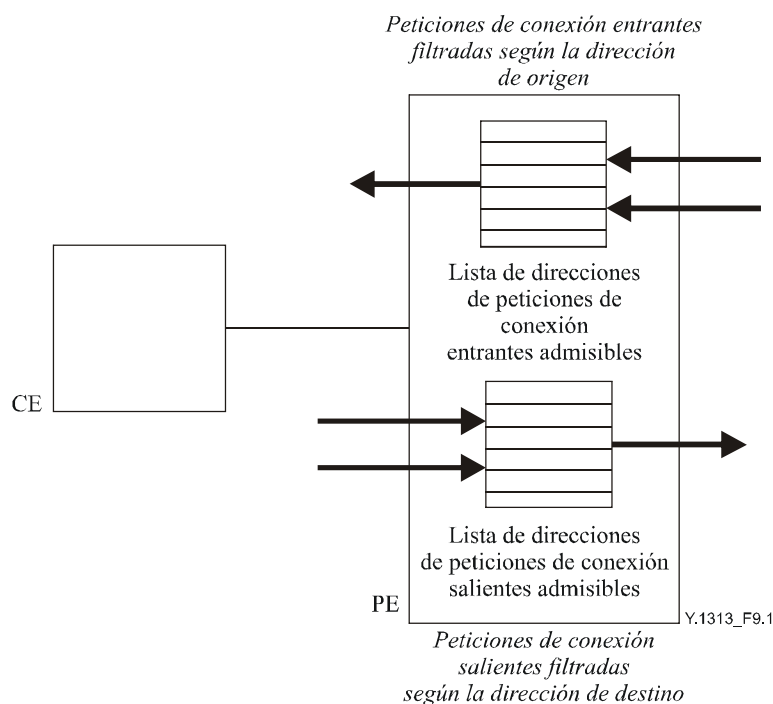 Peticiones de conexión entrantes
filtradas según la dirección
de origen
Lista de direcciones
de peticiones de
conexión
entrantes admisibles
CE
Lista de direcciones
de peticiones de conexión
salientes admisibles
PE
Y.1313_F9.1
Peticiones de conexión
salientes filtradas
según la dirección de destino